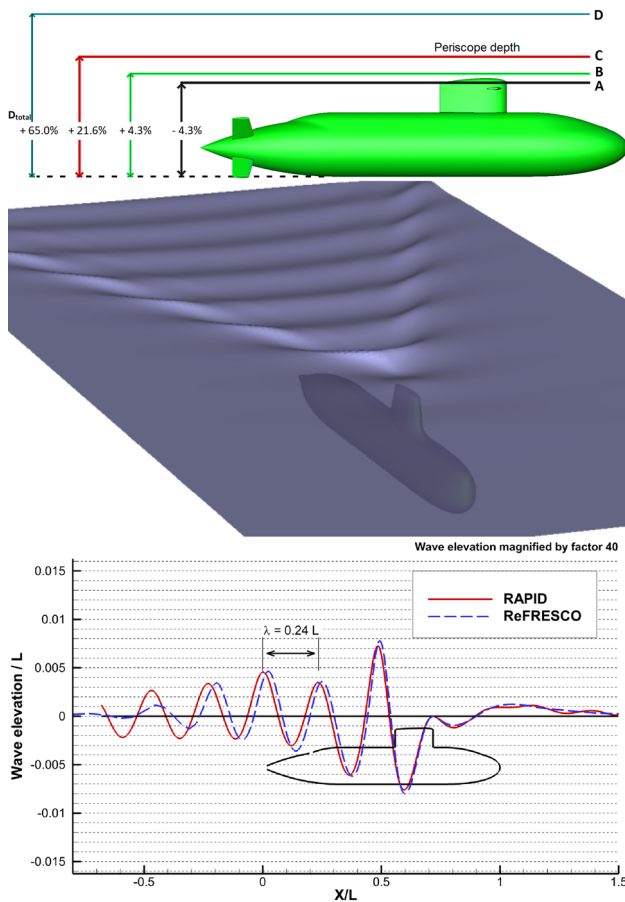 D
Periscope depth
C
B
A
Dtotal
+ 65.0% + 21.6% + 4.3% - 4.3%
Wave elevation magnified by factor 40
0.015
0.01
0.005
0
-0.005
-0.01
-0.015
Wave elevation / L
λ = 0.24 L
RAPID
ReFRESCO
-0.5 0 0.5 1 1.5
X/L